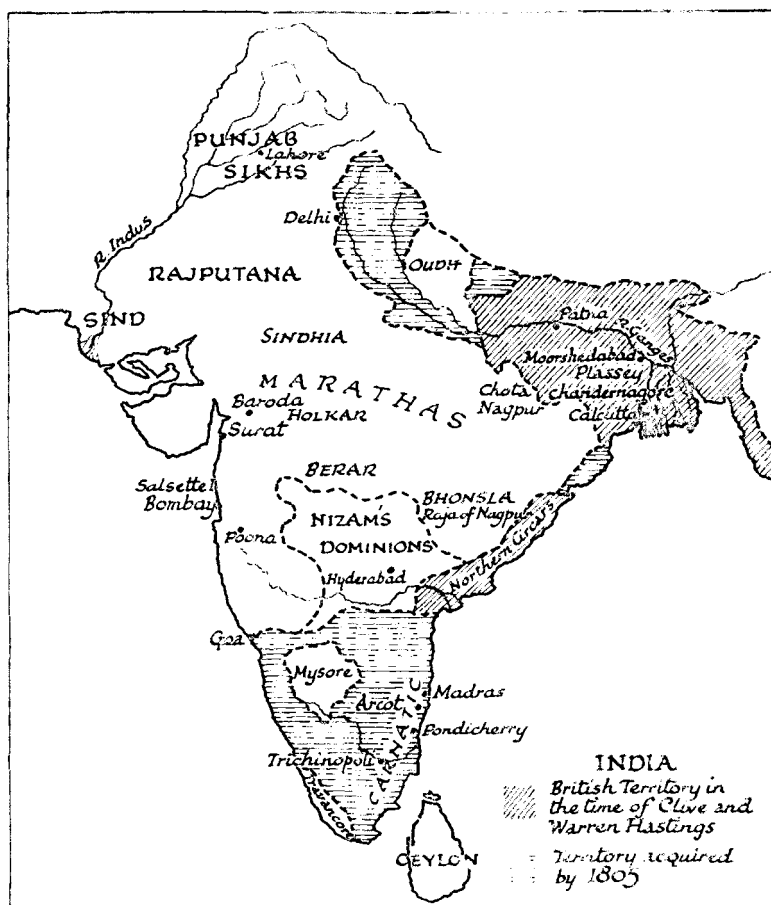 PUNJAB
Lahore
SIKHS
Delhi
R. Indus
OUDH
RAJPUTANA
SIND
SINDHIA
Patna
R. Ganges
Moorshedabad
Plassey
Chandernagore
Calcutta
Chota
Nagpur
MARATHAS
Baroda
HOLKAR
Surat
BERAR
Salsette
Bombay
BHONSLA
Raja of Nagpur
NIZAM'S
DOMINIONS
Poona
Hyderabad
Northern Circars
Goa
Mysore
Arcot
Madras
CARNATIC
Pondicherry
Trichinopoli
Travancore
CEYLON
INDIA
British Territory in
the time of Clive and
Warren Hastings
Territory acquired
by 1805